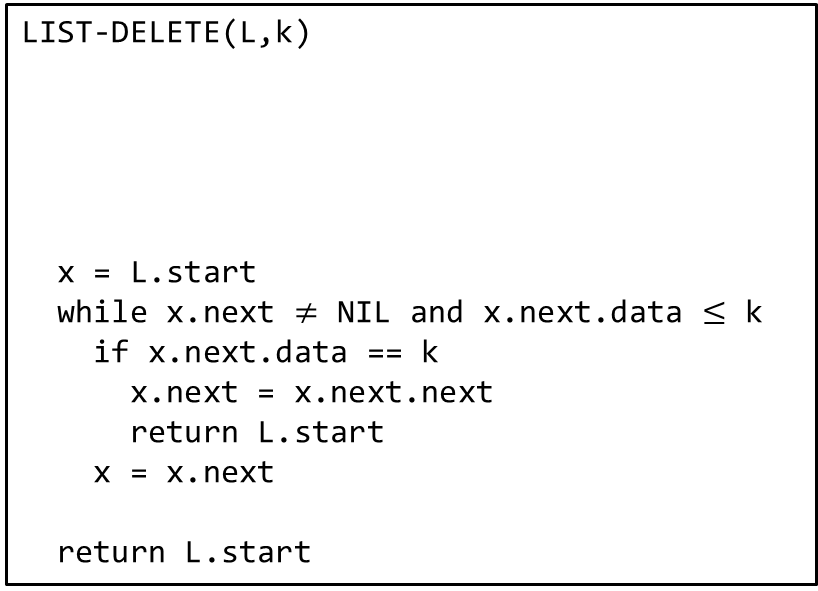 LIST-DELETE(L,k)
x = L.start
while x.next ≠ NIL and x.next.data ≤ k
if x.next.data == k
x.next = x.next.next
return L.start
x = x.next
return L.start